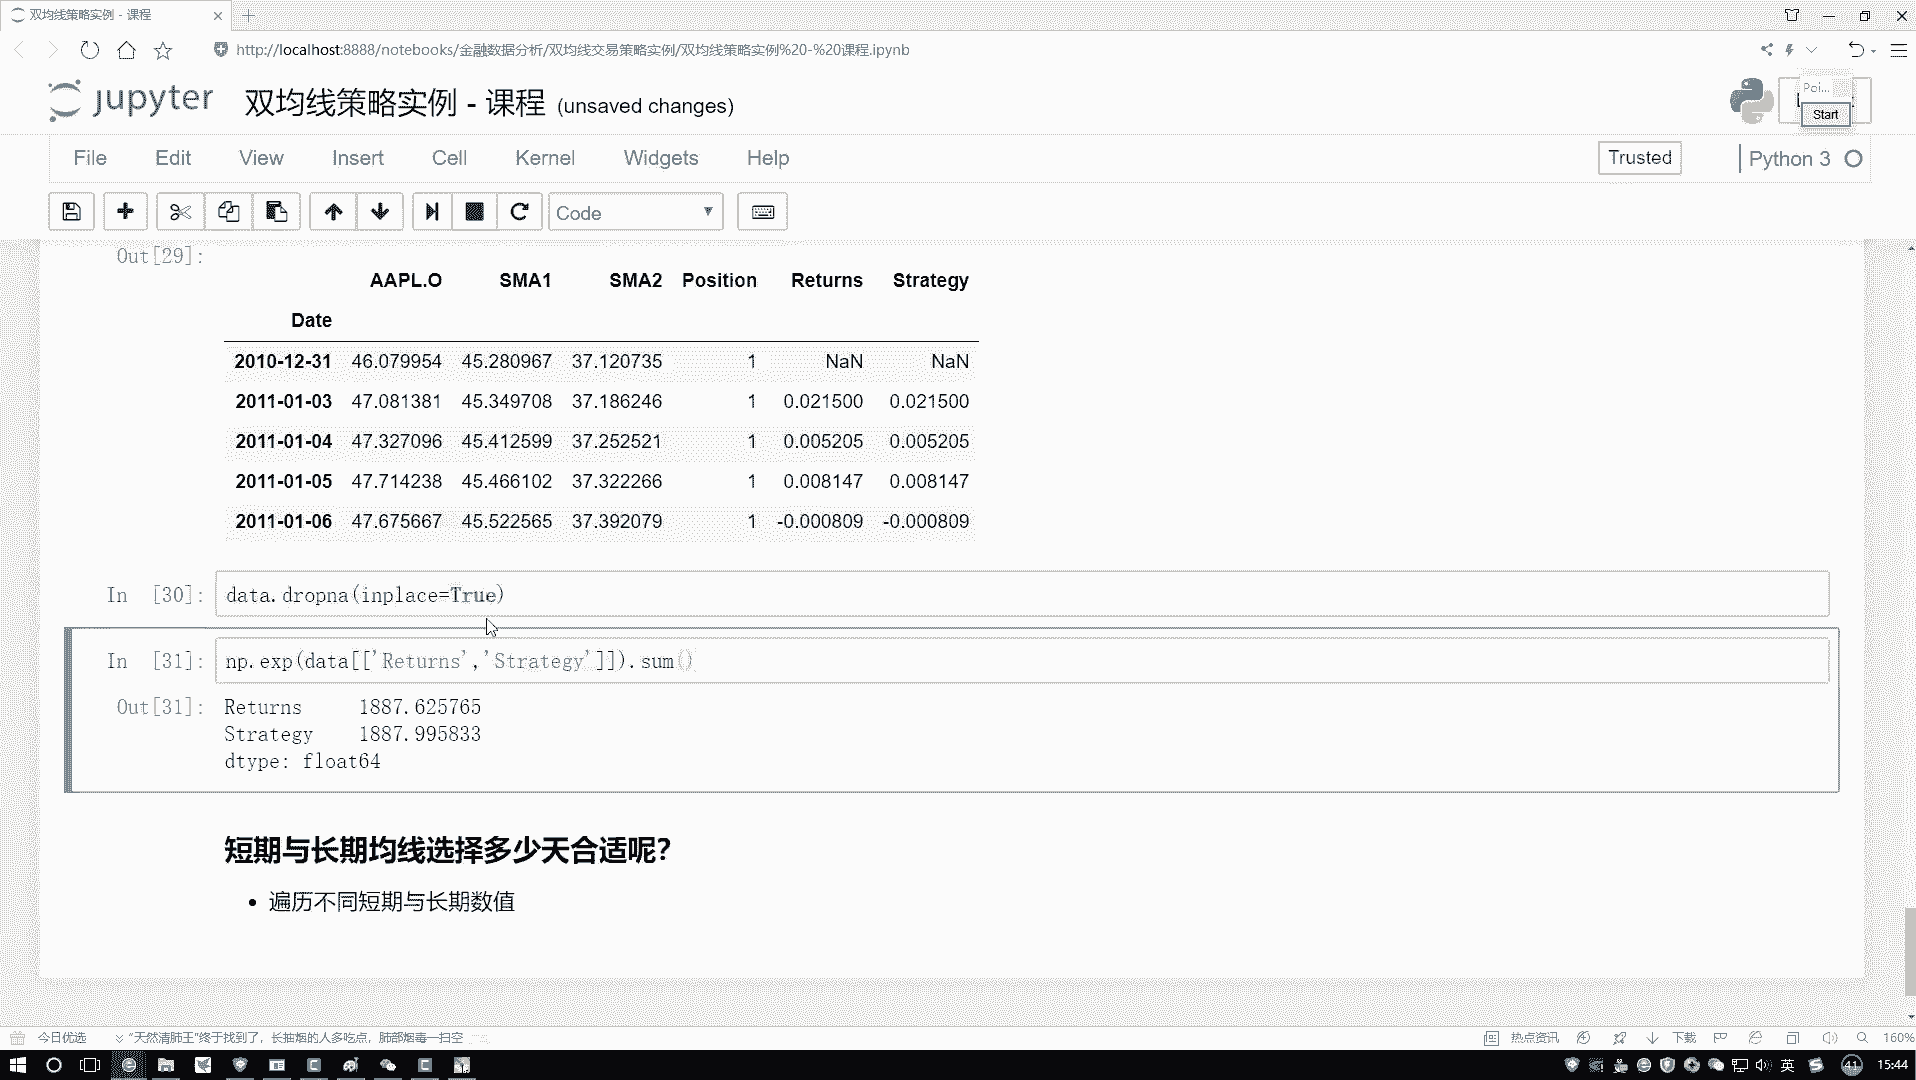 双均线策略实例 - 课程
http://localhost:8888/notebooks/金融数据分析/双均线交易策略实例/双均线策略实例%20-%20课程.ipynb
jupyter 双均线策略实例 - 课程 (unsaved changes)
Poi...
Start
File Edit View Insert Cell Kernel Widgets Help
Trusted Python 3
Code
Out[29]:
AAPL.O SMA1 SMA2 Position Returns Strategy
Date
2010-12-31 46.079954 45.280967 37.120735 1 NaN NaN
2011-01-03 47.081381 45.349708 37.186246 1 0.021500 0.021500
2011-01-04 47.327096 45.412599 37.252521 1 0.005205 0.005205
2011-01-05 47.714238 45.466102 37.322266 1 0.008147 0.008147
2011-01-06 47.675667 45.522565 37.392079 1 -0.000809 -0.000809
In [30]: data.dropna(inplace=True)
In [31]: np.exp(data[['Returns','Strategy']]).sum()
Out[31]: Returns 1887.625765
Strategy 1887.995833
dtype: float64
短期与长期均线选择多少天合适呢?
• 遍历不同短期与长期数值
今日优选 “天然清肺王”终于找到了，长抽烟的人多吃点，肺部烟毒一扫空
热点资讯 下载 160%
英 41 15:44